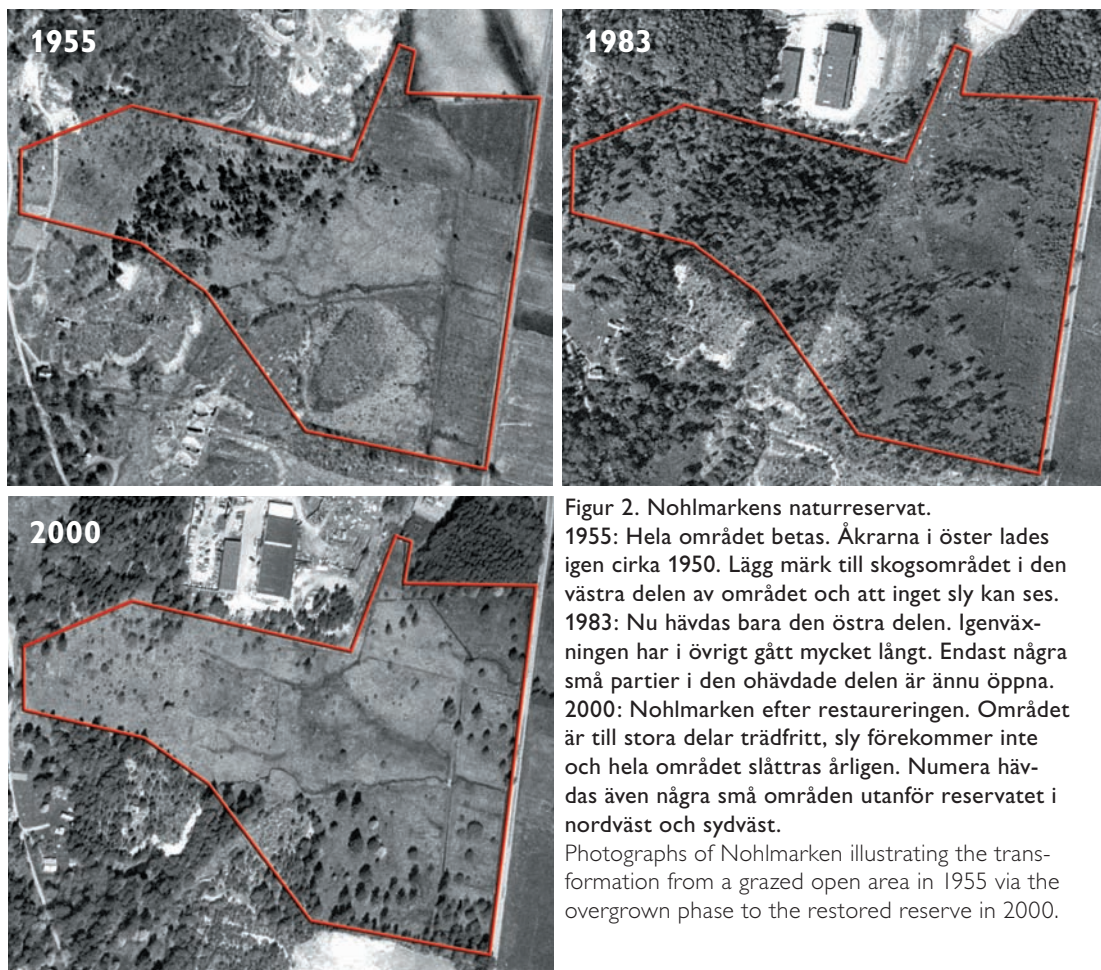 1955
1983
2000
Figur 2. Nohlmarkens naturreservat.
1955: Hela området betas. Åkrarna i öster lades
igen cirka 1950. Lägg märk till skogsområdet i den
västra delen av området och att inget sly kan ses.
1983: Nu hävdas bara den östra delen. Igenväx-
ningen har i övrigt gått mycket långt. Endast några
små partier i den ohävdade delen är ännu öppna.
2000: Nohlmarken efter restaureringen. Området
är till stora delar trädfritt, sly förekommer inte
och hela området slåttras årligen. Numera häv-
das även några små områden utanför reservatet i
nordväst och sydväst.
Photographs of Nohlmarken illustrating the trans-
formation from a grazed open area in 1955 via the
overgrown phase to the restored reserve in 2000.